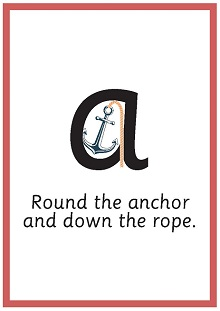 a
Round the anchor
and down the rope.